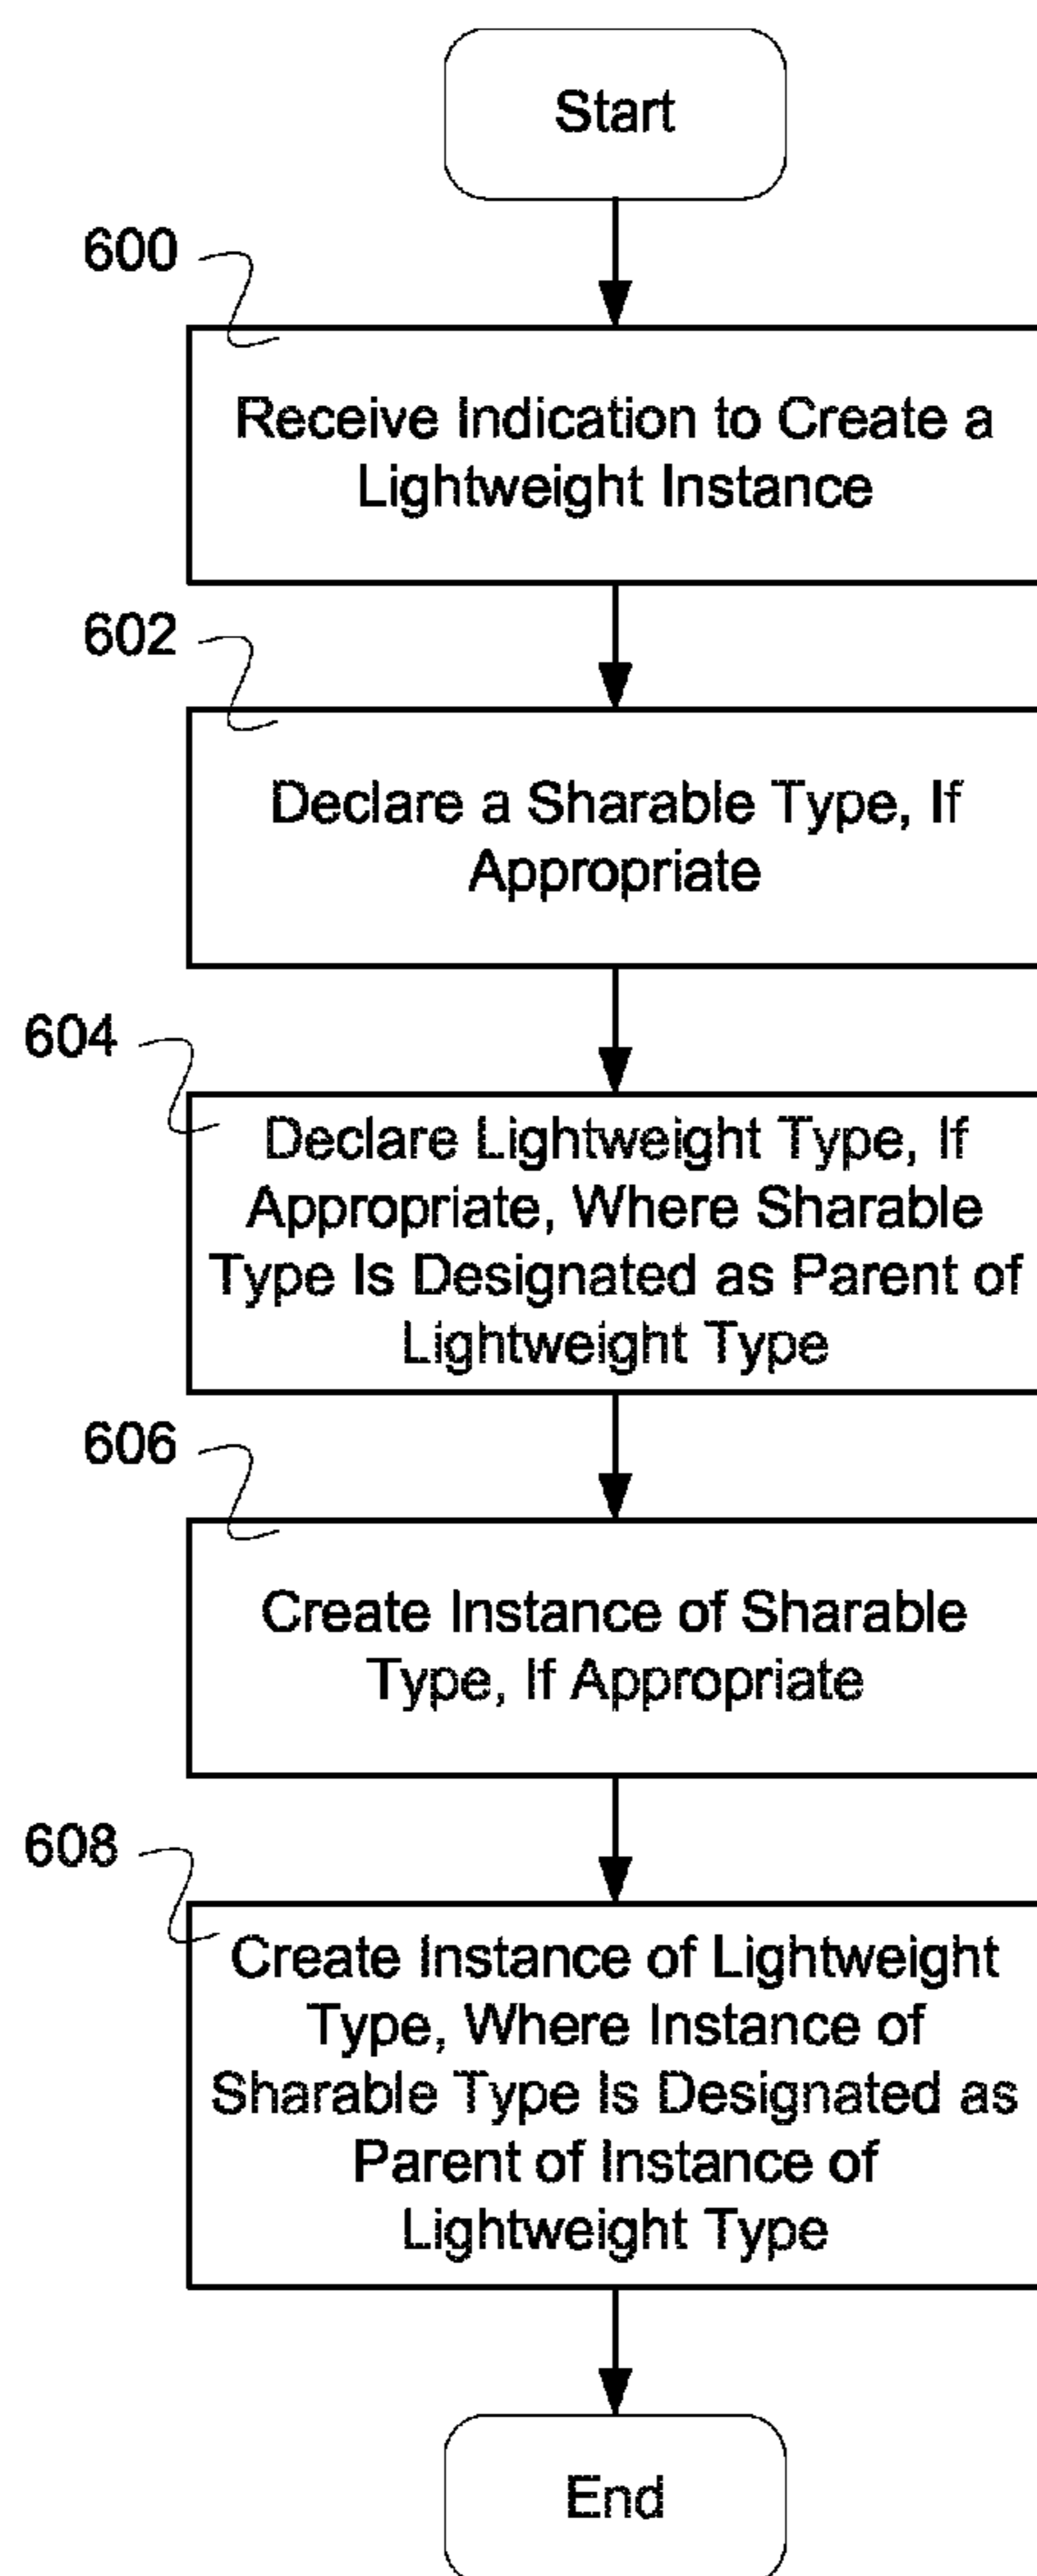 Start
600
Receive Indication to Create a
Lightweight Instance
602
Declare a Sharable Type, If
Appropriate
604
Declare Lightweight Type, If
Appropriate, Where Sharable
Type Is Designated as Parent of
Lightweight Type
606
Create Instance of Sharable
Type, If Appropriate
608
Create Instance of Lightweight
Type, Where Instance of
Sharable Type Is Designated as
Parent of Instance of
Lightweight Type
End